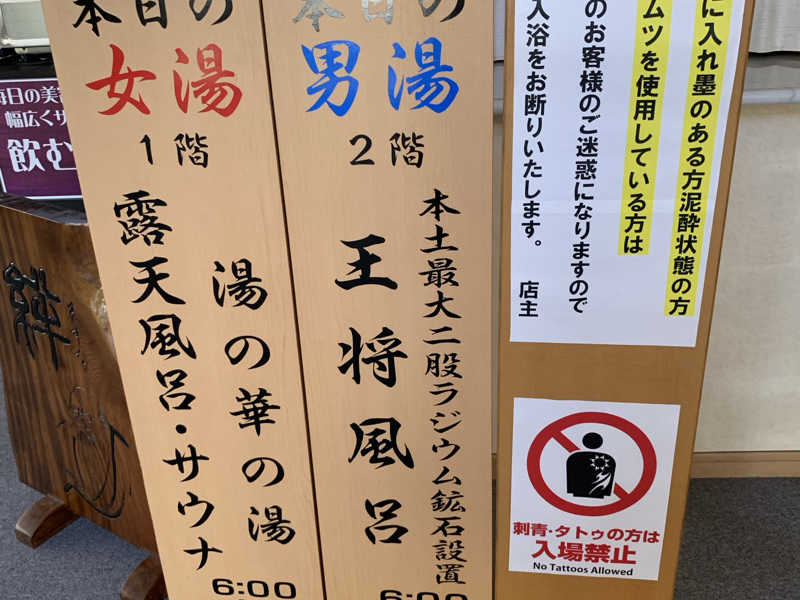 本日の
女湯
1階
湯の華の湯
露天風呂・サウナ
6:00
本日の
男湯
2階
本土最大二股ラジウム鉱石設置
王将風呂
6:00
に入れ墨のある方泥酔状態の方
ムツを使用している方は
のお客様のご迷惑になりますので
入浴をお断りいたします。
店主
刺青・タトゥの方は
入場禁止
No Tattoos Allowed
毎日の美
幅広く
飲む
絆